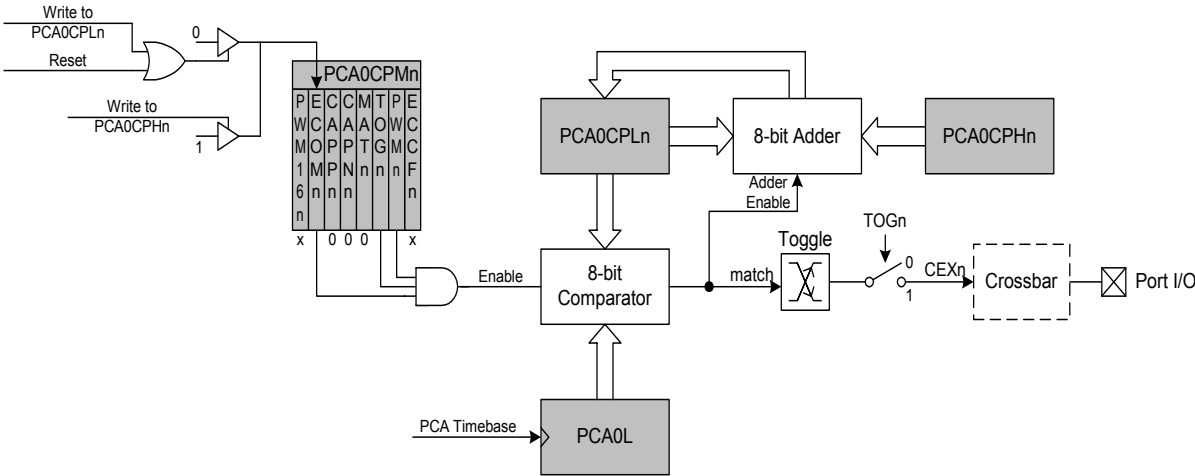 Write to
PCA0CPLn
Reset
0
Write to
PCA0CPHn
1
PCA0CPMn
P
W
M
1
6
n
E
C
O
M
n
C
A
P
P
n
C
A
P
N
n
M
A
T
n
T
O
G
n
P
W
M
n
E
C
C
F
n
x 0 0 0 x
Enable
PCA0CPLn
8-bit Adder
PCA0CPHn
Adder
Enable
8-bit
Comparator
match
Toggle
TOGn
0
1
CEXn
Crossbar
Port I/O
PCA Timebase
PCA0L